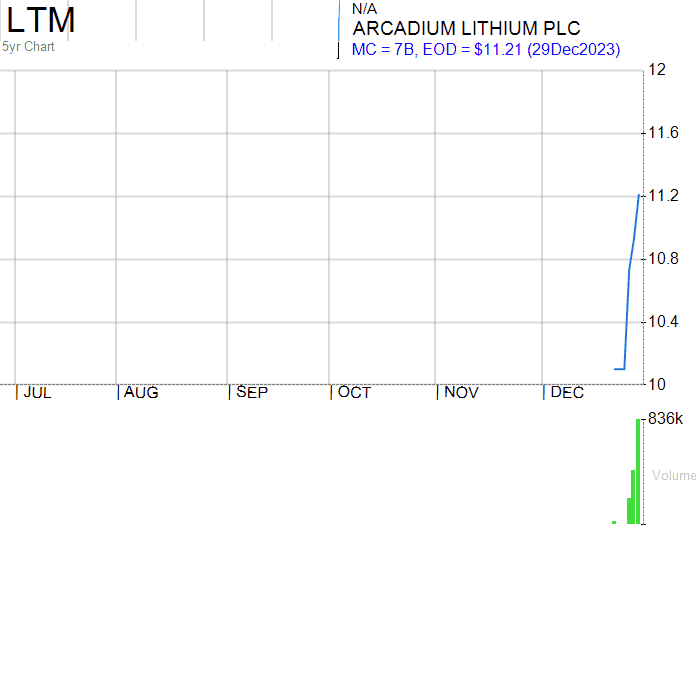 LTM
5yr Chart
N/A
ARCADIUM LITHIUM PLC
MC = 7B, EOD = $11.21 (29Dec2023)
12
11.6
11.2
10.8
10.4
10
JUL AUG SEP OCT NOV DEC
836k
Volume